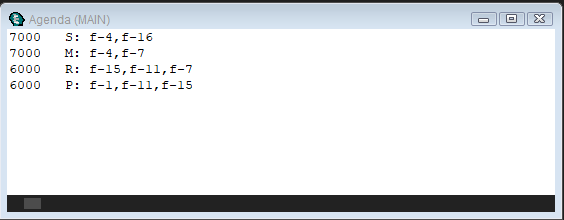 Agenda (MAIN)
7000 S: f-4,f-16
7000 M: f-4,f-7
6000 R: f-15,f-11,f-7
6000 P: f-1,f-11,f-15